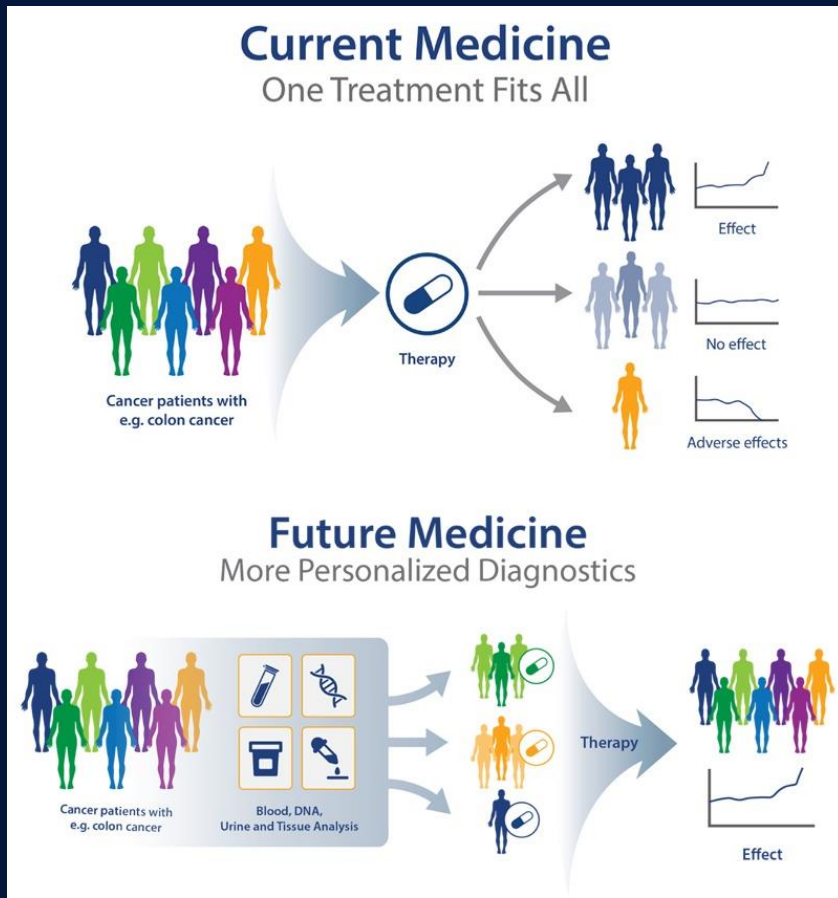 Current Medicine
One Treatment Fits All
Effect
No effect
Therapy
Cancer patients with
e.g. colon cancer
Adverse effects
Future Medicine
More Personalized Diagnostics
Therapy
Cancer patients with
e.g. colon cancer
Blood, DNA,
Urine and Tissue Analysis
Effect